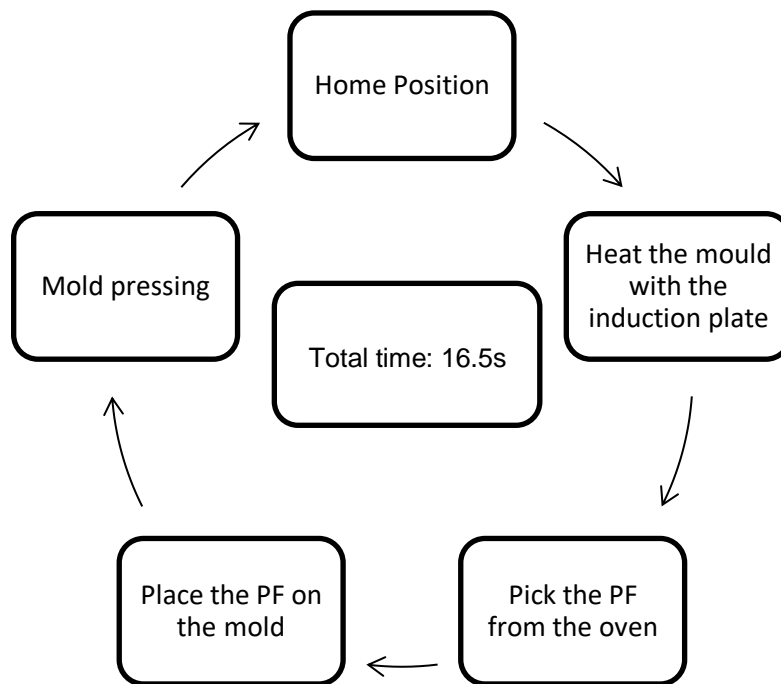 Home Position
Heat the mould
with the
induction plate
Mold pressing
Total time: 16.5s
Place the PF on
the mold
Pick the PF
from the oven